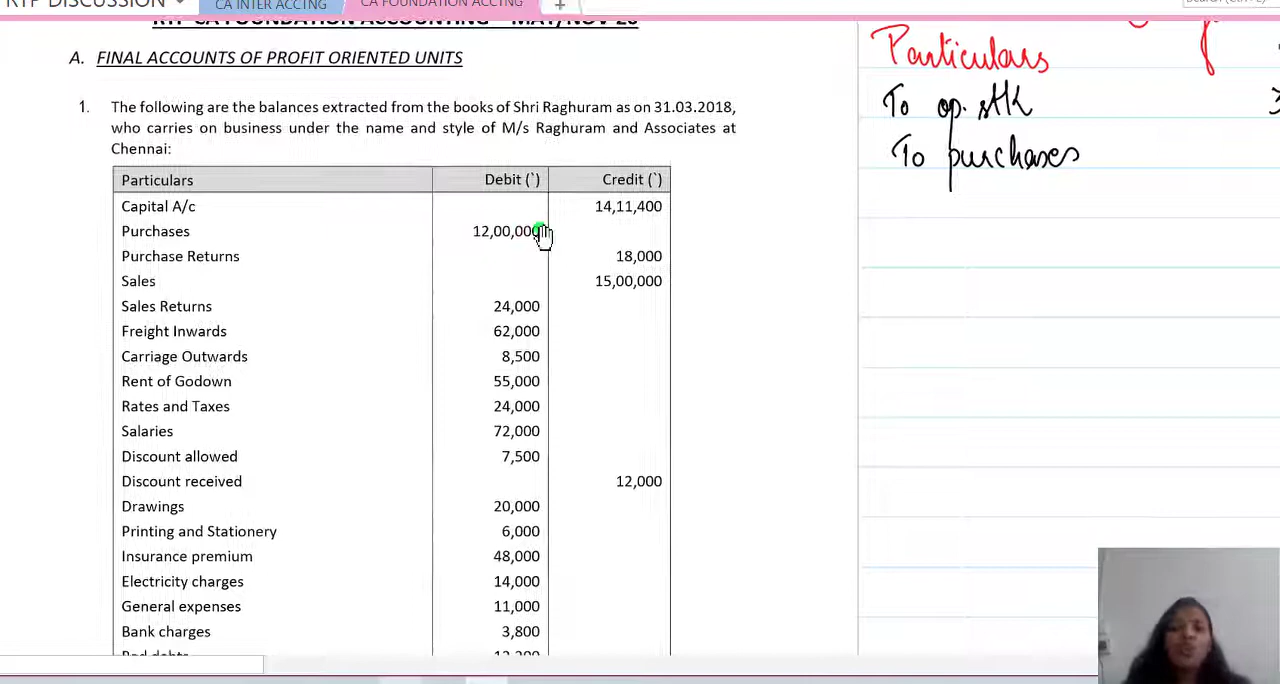 RTP DISCUSSION
CA INTER ACCTNG
CA FOUNDATION ACCTNG
+
A. FINAL ACCOUNTS OF PROFIT ORIENTED UNITS
1. The following are the balances extracted from the books of Shri Raghuram as on 31.03.2018,
who carries on business under the name and style of M/s Raghuram and Associates at
Chennai:
Particulars Debit (`) Credit (`)
Capital A/c 14,11,400
Purchases 12,00,000
Purchase Returns 18,000
Sales 15,00,000
Sales Returns 24,000
Freight Inwards 62,000
Carriage Outwards 8,500
Rent of Godown 55,000
Rates and Taxes 24,000
Salaries 72,000
Discount allowed 7,500
Discount received 12,000
Drawings 20,000
Printing and Stationery 6,000
Insurance premium 48,000
Electricity charges 14,000
General expenses 11,000
Bank charges 3,800
Particulars
To op. stk
To purchases